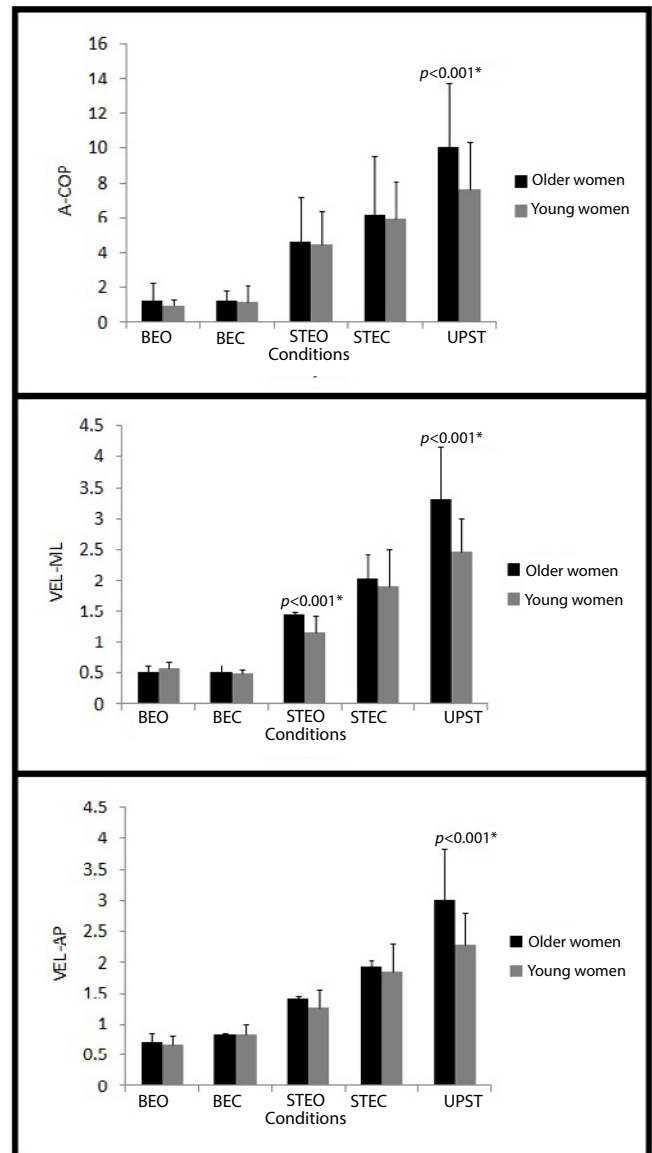 16
p<0.001*
14
12
10
A-COP
8
Older women
6
Young women
4
2
0
BEO BEC STEO STEC UPST
Conditions
4.5
p<0.001*
4
3.5
3
VEL-ML
2.5
Older women
2
Young women
1.5
p<0.001*
1
0.5
0
BEO BEC STEO STEC UPST
Conditions
4.5
4
p<0.001*
3.5
3
VEL-AP
2.5
Older women
2
Young women
1.5
1
0.5
0
BEO BEC STEO STEC UPST
Conditions